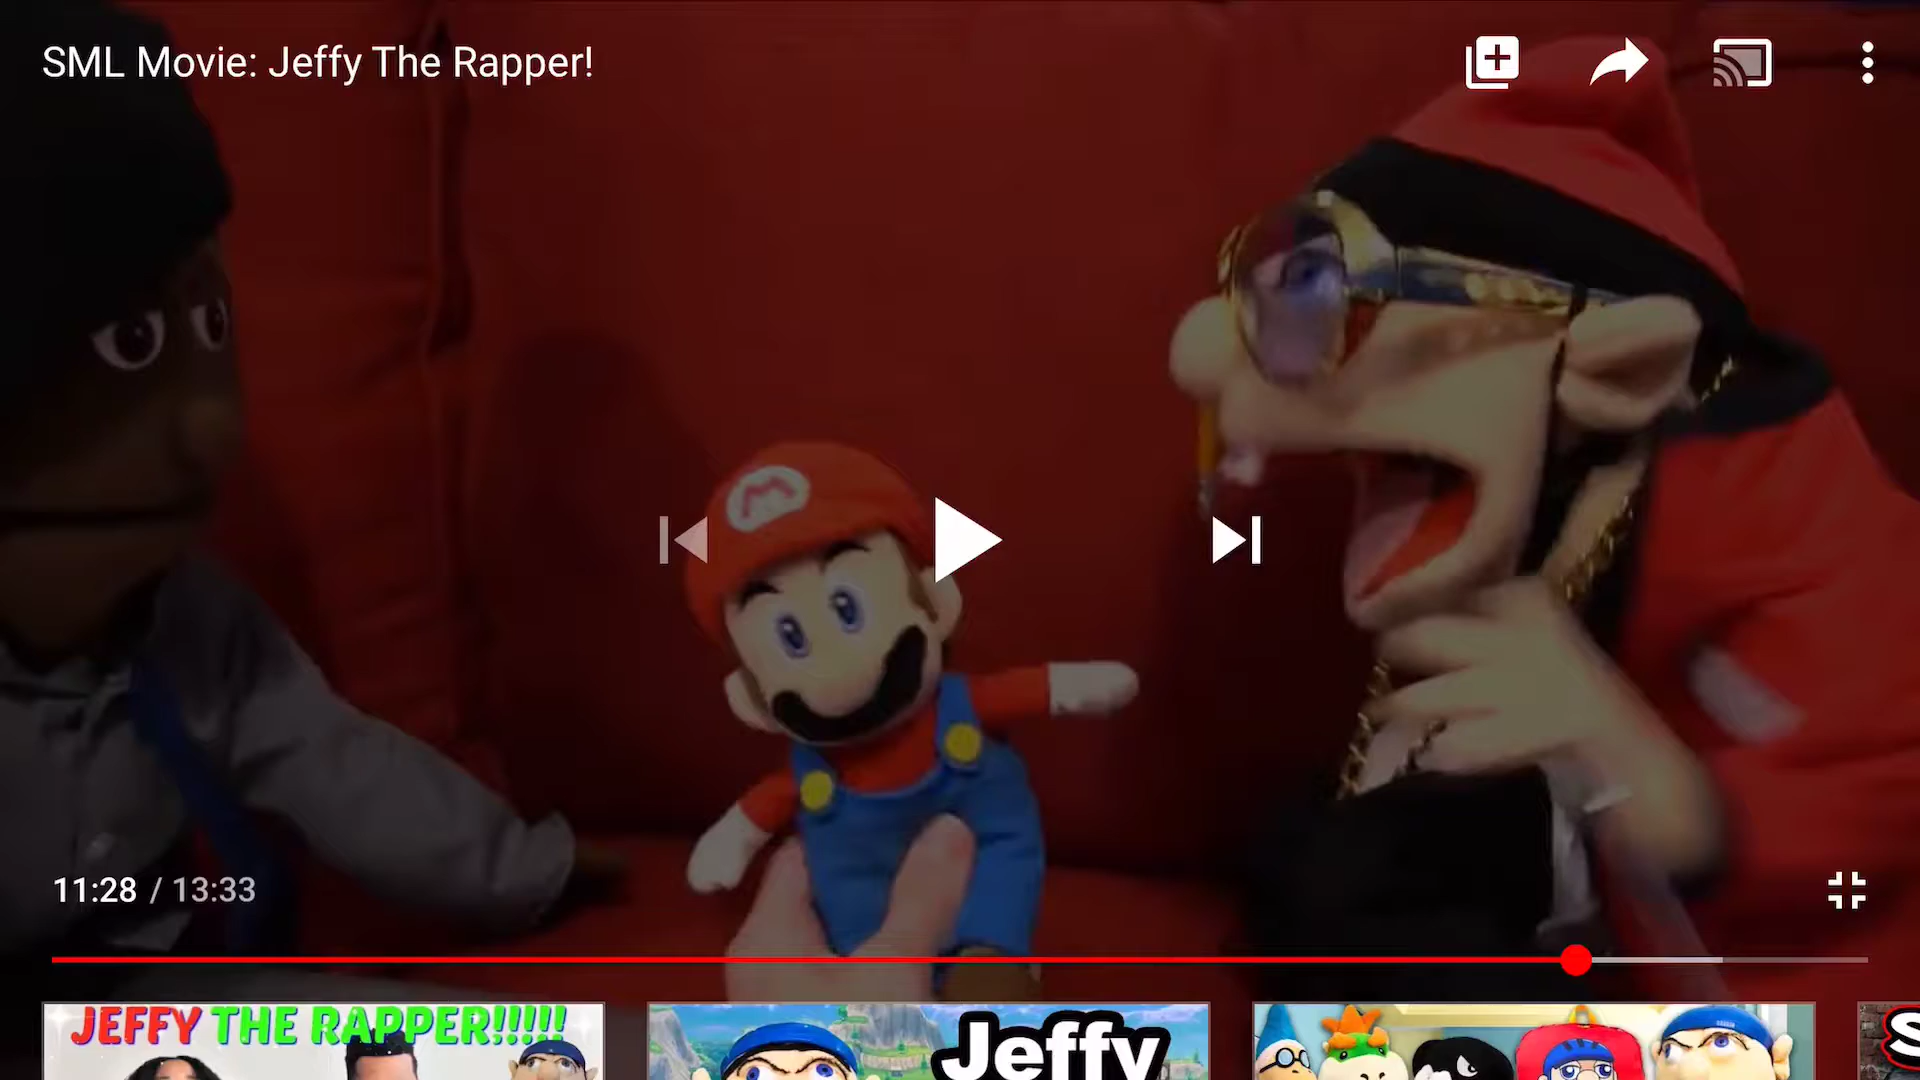 SML Movie: Jeffy The Rapper!
M
11:28 / 13:33
JEFFY THE RAPPER!!!!!
Jeffy
S